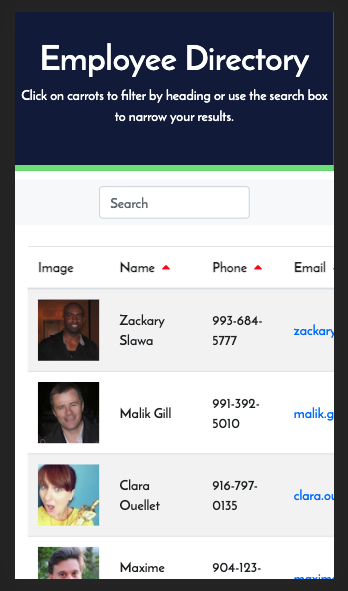 Employee Directory
Click on carrots to filter by heading or use the search box
to narrow your results.
Search
Image Name Phone Email
Zackary
Slawa
993-684-
5777
zackary
Malik Gill
991-392-
5010
malik.g
Clara
Ouellet
916-797-
0135
clara.ou
Maxime
904-123-
maxime